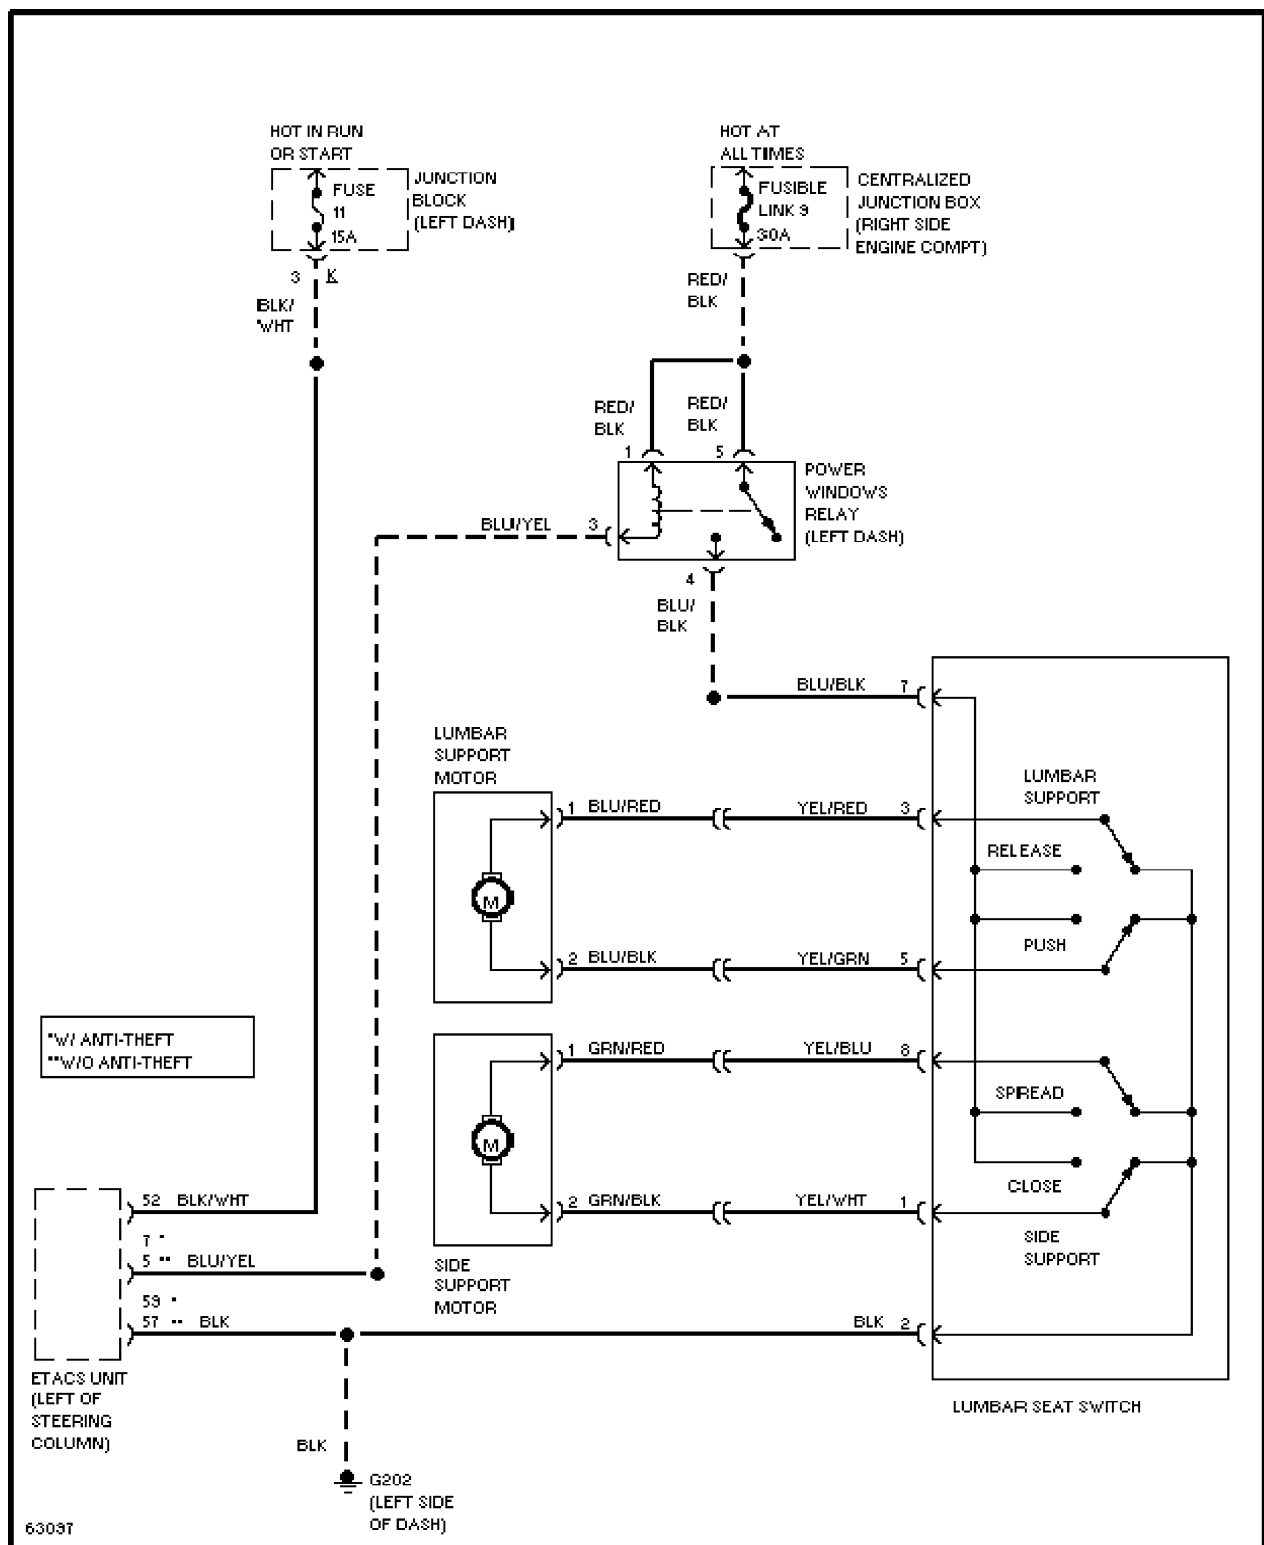 HOT IN RUN
OR START
FUSE
11
15A
JUNCTION
BLOCK
(LEFT DASH)
3 K
BLK/
WHT
HOT AT
ALL TIMES
FUSIBLE
LINK 9
30A
CENTRALIZED
JUNCTION BOX
(RIGHT SIDE
ENGINE COMPT)
RED/
BLK
RED/
BLK
RED/
BLK
1
5
POWER
WINDOWS
RELAY
(LEFT DASH)
BLU/YEL 3
4
BLU/
BLK
BLU/BLK 7
LUMBAR
SUPPORT
MOTOR
LUMBAR
SUPPORT
1 BLU/RED YEL/RED 3
RELEASE
M
PUSH
2 BLU/BLK YEL/GRN 5
*W/ ANTI-THEFT
**W/O ANTI-THEFT
1 GRN/RED YEL/BLU 8
SPIREAD
M
CLOSE
2 GRN/BLK YEL/WHT 1
SIDE
SUPPORT
SIDE
SUPPORT
MOTOR
52 BLK/WHT
7 *
5 ** BLU/YEL
59 *
57 ** BLK
BLK 2
ETACS UNIT
(LEFT OF
STEERING
COLUMN)
LUMBAR SEAT SWITCH
BLK
G202
(LEFT SIDE
OF DASH)
63097